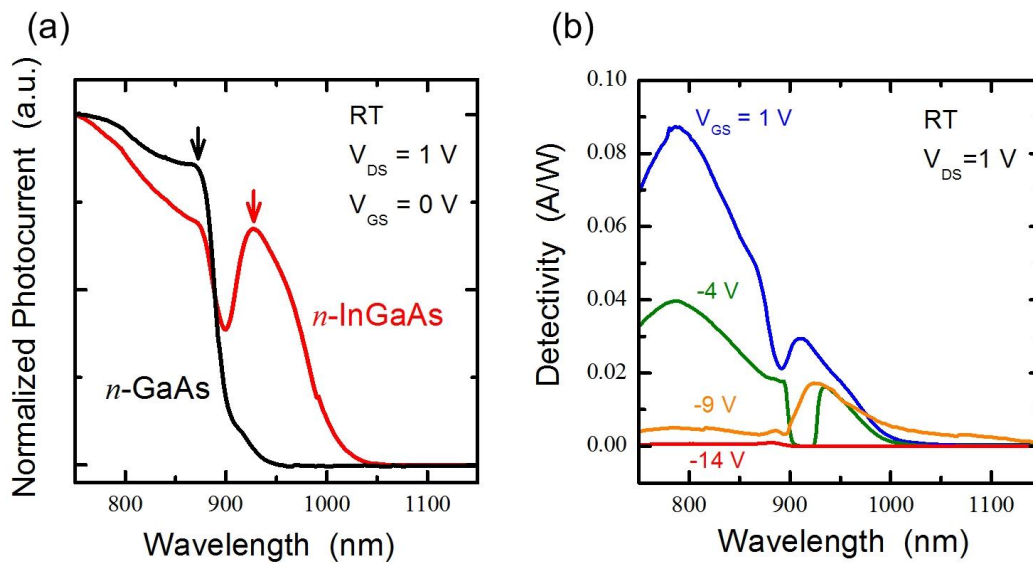 (a)
Normalized Photocurrent (a.u.)
RT
V_DS = 1 V
V_GS = 0 V
n-InGaAs
n-GaAs
800 900 1000 1100
Wavelength (nm)
(b)
Detectivity (A/W)
0.10
0.08
0.06
0.04
0.02
0.00
V_GS = 1 V
RT
V_DS=1 V
-4 V
-9 V
-14 V
800 900 1000 1100
Wavelength (nm)